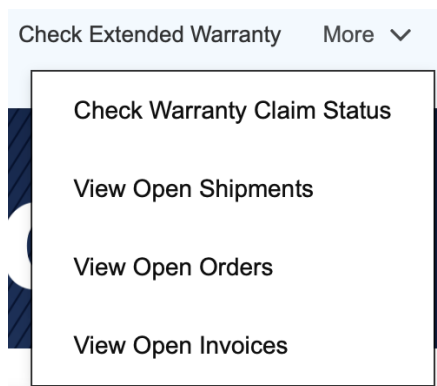 Check Extended Warranty More
Check Warranty Claim Status
View Open Shipments
View Open Orders
View Open Invoices